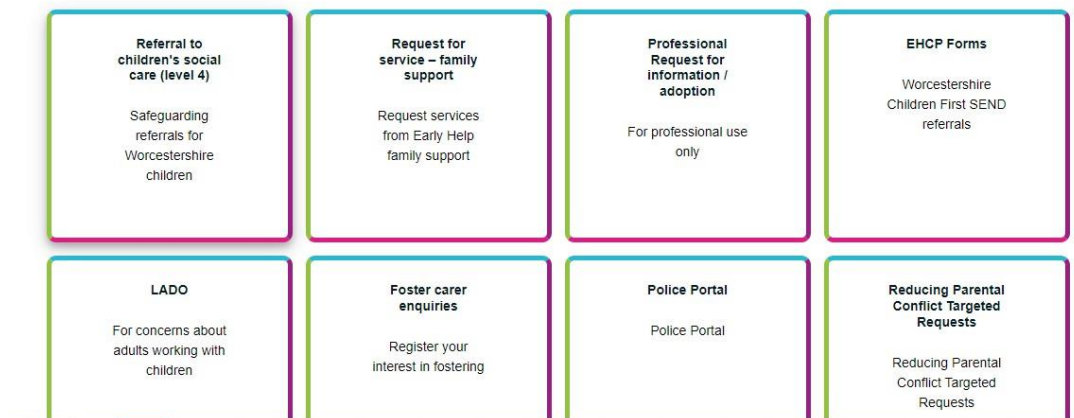 Referral to
children's social
care (level 4)
Safeguarding
referrals for
Worcestershire
children
Request for
service – family
support
Request services
from Early Help
family support
Professional
Request for
information /
adoption
For professional use
only
EHCP Forms
Worcestershire
Children First SEND
referrals
LADO
For concerns about
adults working with
children
Foster carer
enquiries
Register your
interest in fostering
Police Portal
Police Portal
Reducing Parental
Conflict Targeted
Requests
Reducing Parental
Conflict Targeted
Requests